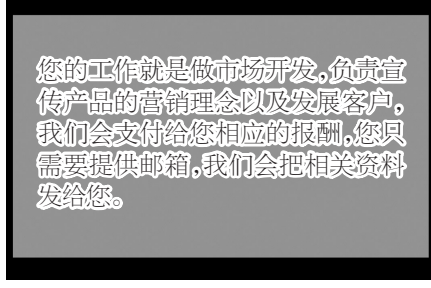 您的工作就是做市场开发,负责宣
传产品的营销理念以及发展客户,
我们会支付给您相应的报酬,您只
需要提供邮箱,我们会把相关资料
发给您。